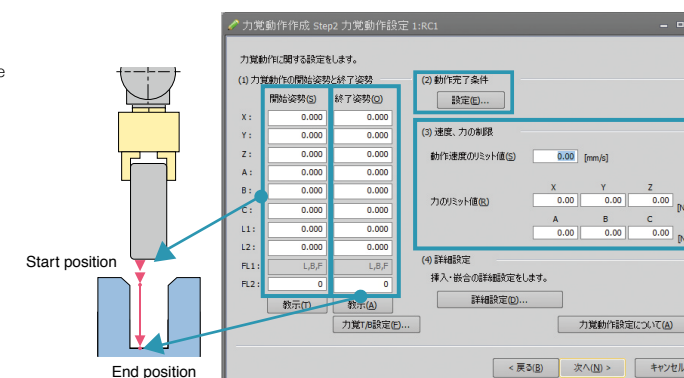 e
力覚動作作成 Step2 力覚動作設定 1:RC1
力覚動作に関する設定をします。
(1) 力覚動作の開始姿勢と終了姿勢
開始姿勢(S) 終了姿勢(O)
X: 0.000 0.000
Y: 0.000 0.000
Z: 0.000 0.000
A: 0.000 0.000
B: 0.000 0.000
C: 0.000 0.000
L1: 0.000 0.000
L2: 0.000 0.000
FL1: L,B,F L,B,F
FL2: 0 0
教示(T) 教示(A)
力覚T/B設定(F)...
(2) 動作完了条件
設定(E)...
(3) 速度、力の制限
動作速度のリミット値(S) 0.00 [mm/s]
X Y Z
力のリミット値(R) 0.00 0.00 0.00 [N
A B C
0.00 0.00 0.00 [N
(4) 詳細設定
挿入・嵌合の詳細設定をします。
詳細設定(D)...
力覚動作設定について(A)
< 戻る(B) 次へ(N) > キャンセル
Start position
End position